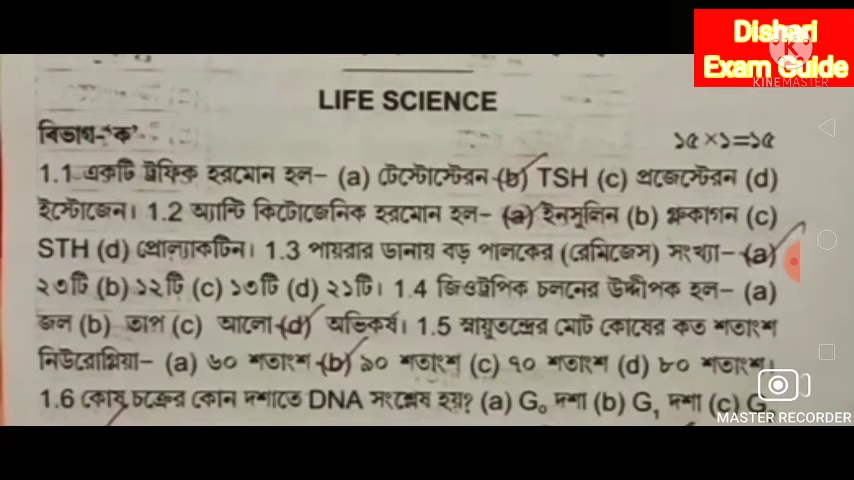 Dishari
Exam Guide
KINEMASTER
LIFE SCIENCE
বিভাগ-'ক'
১৫ ×১=১৫
1.1 একটি ট্রফিক হরমোন হল- (a) টেস্টোস্টেরন (b) TSH (c) প্রজেস্টেরন (d)
ইস্টোজেন। 1.2 অ্যান্টি কিটোজেনিক হরমোন হল- (a) ইনসুলিন (b) গ্লুকাগন (c)
STH (d) প্রোল্যাকটিন। 1.3 পায়রার ডানায় বড় পালকের (রেমিজেস) সংখ্যা- (a)
২৩টি (b) ১২টি (c) ১৩টি (d) ২১টি। 1.4 জিওট্রপিক চলনের উদ্দীপক হল- (a)
জল (b) তাপ (c) আলো (d) অভিকর্ষ। 1.5 স্নায়ুতন্ত্রের মোট কোষের কত শতাংশ
নিউরোগ্লিয়া- (a) ৬০ শতাংশ (b) ৯০ শতাংশ (c) ৭০ শতাংশ (d) ৮০ শতাংশ।
1.6 কোষ চক্রের কোন দশাতে DNA সংশ্লেষ হয়? (a) G₀ দশা (b) G₁ দশা (c) G
MASTER RECORDER